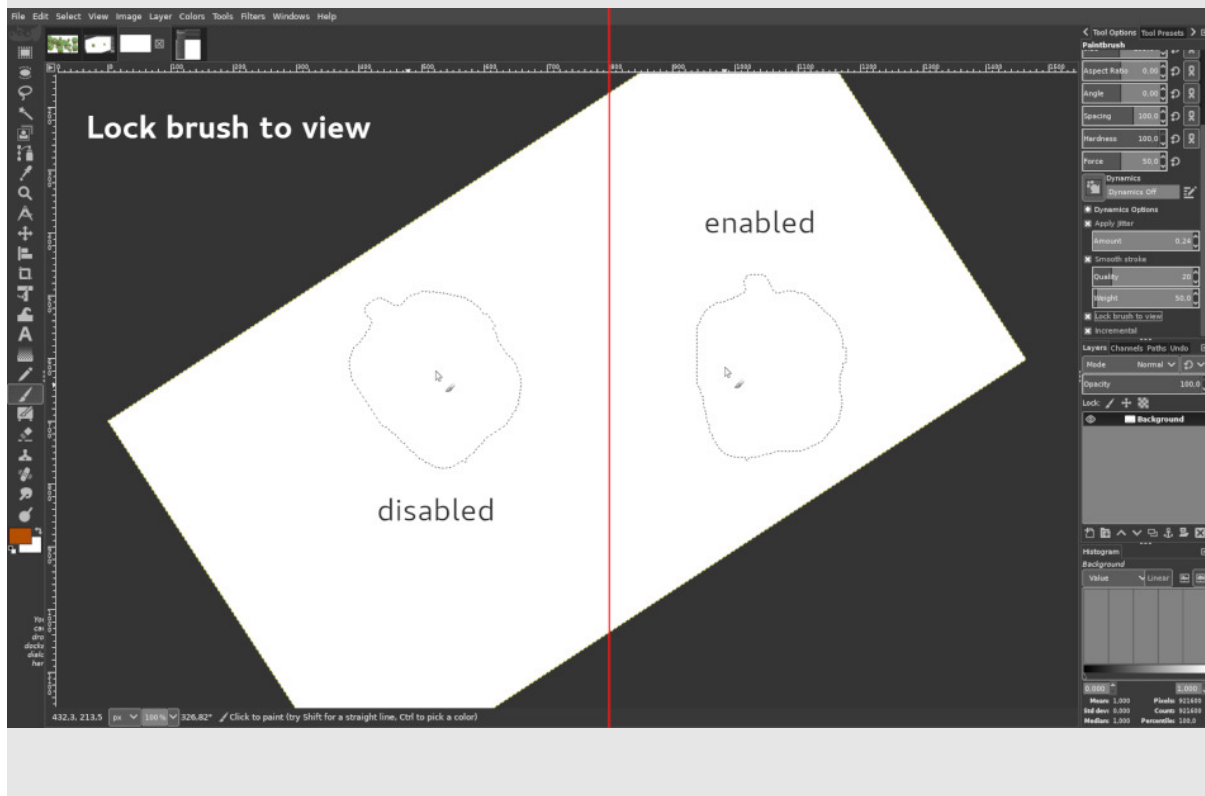 File Edit Select View Image Layer Colors Tools Filters Windows Help
Lock brush to view
enabled
disabled
Tool Options Tool Presets
Paintbrush
Aspect Ratio 0.00
Angle 0.00
Spacing 100.0
Hardness 100.0
Force 50.0
Dynamics
Dynamics Off
Dynamics Options
Apply Jitter
Amount 0.24
Smooth stroke
Quality 20
Weight 50.0
Lock brush to view
Incremental
Layers Channels Paths Undo
Mode Normal
Opacity 100.0
Lock:
Background
Histogram
Background
Value Linear
0.000 1.000
Mean: 1.000 Pixels: 921600
Std dev: 0.000 Count: 921600
Median: 1.000 Percentile: 100.0
You
can
dro
docka
dialo
her
432.3, 213.5 px 100% 326.82° Click to paint (try Shift for a straight line, Ctrl to pick a color)